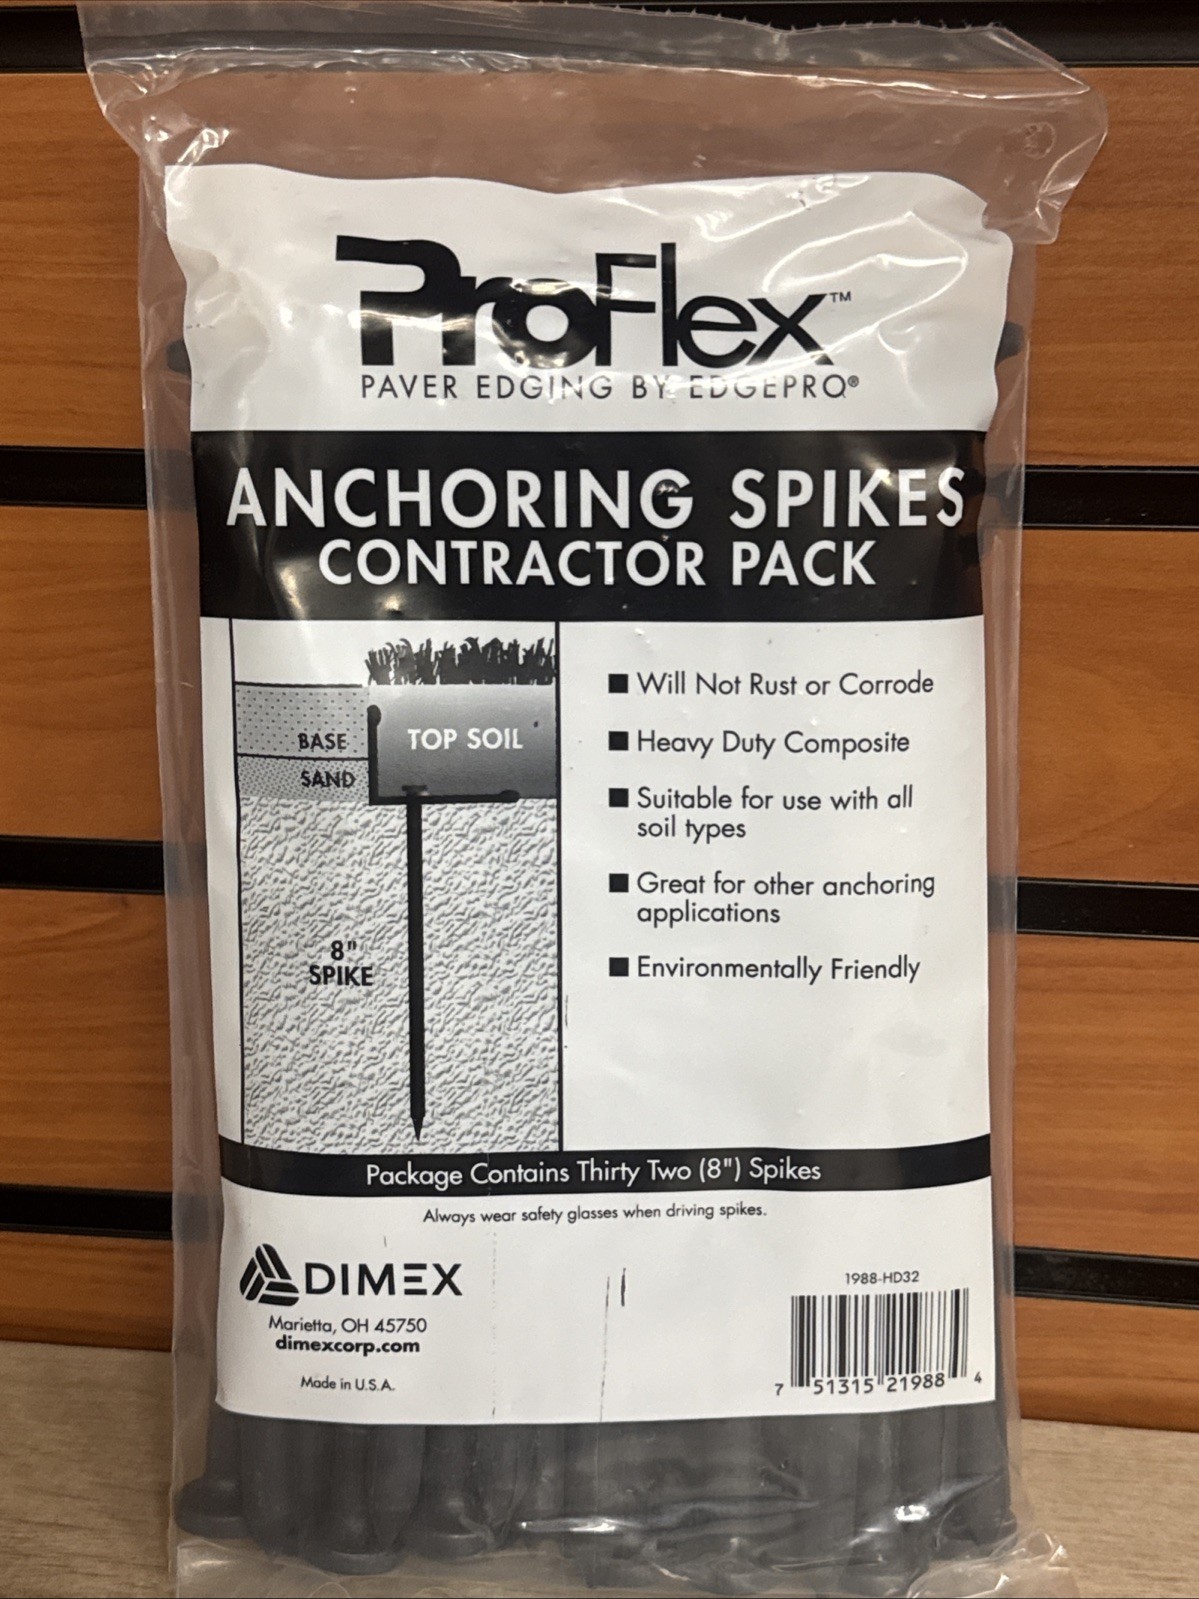 ProFlex™
PAVER EDGING BY EDGEPRO®
ANCHORING SPIKES
CONTRACTOR PACK
BASE
SAND
TOP SOIL
8"
SPIKE
■ Will Not Rust or Corrode
■ Heavy Duty Composite
■ Suitable for use with all
soil types
■ Great for other anchoring
applications
■ Environmentally Friendly
Package Contains Thirty Two (8") Spikes
Always wear safety glasses when driving spikes.
DIMEX
Marietta, OH 45750
dimexcorp.com
Made in U.S.A.
1988-HD32
7 51315 21988 4